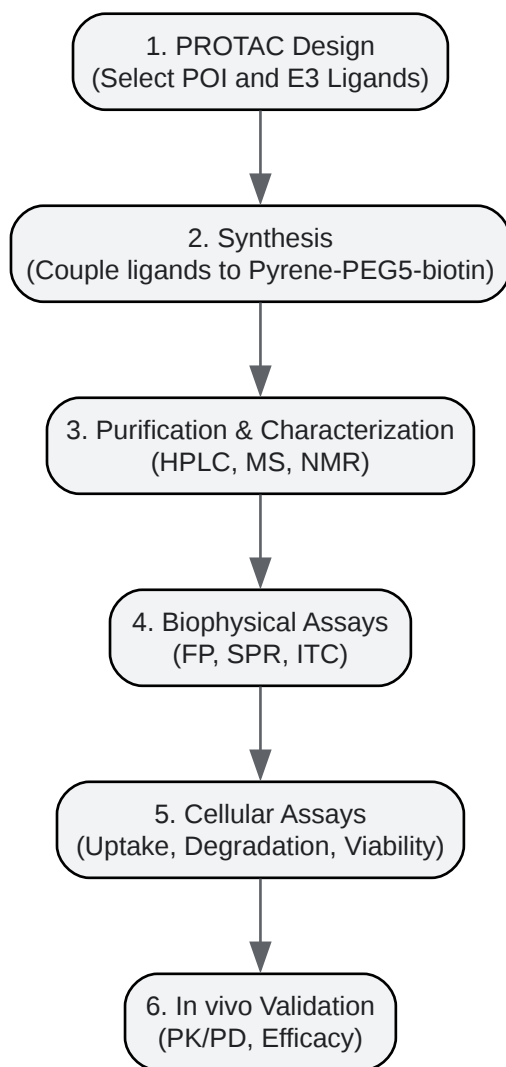 1. PROTAC Design
(Select POI and E3 Ligands)
2. Synthesis
(Couple ligands to Pyrene-PEG5-biotin)
3. Purification & Characterization
(HPLC, MS, NMR)
4. Biophysical Assays
(FP, SPR, ITC)
5. Cellular Assays
(Uptake, Degradation, Viability)
6. In vivo Validation
(PK/PD, Efficacy)